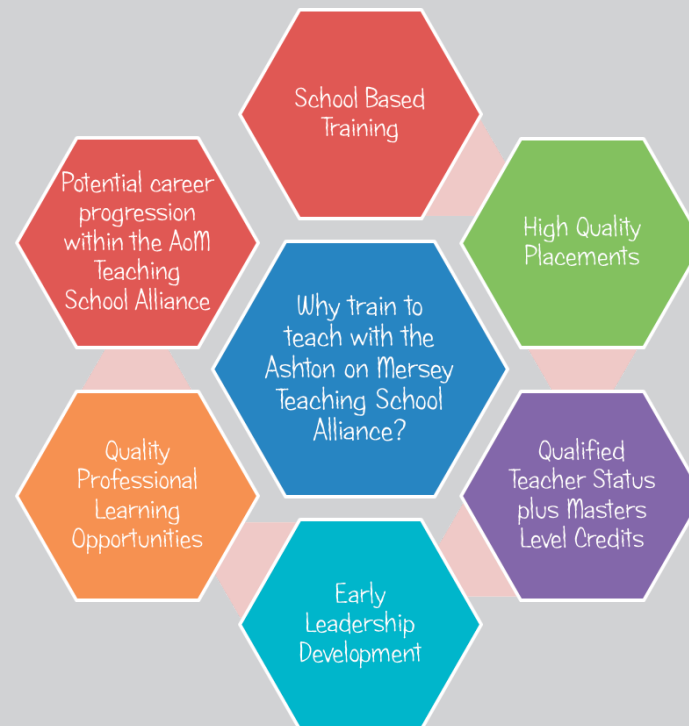 School Based
Training
High Quality
Placements
Potential career
progression
within the AoM
Teaching
School Alliance
Why train to
teach with the
Ashton on Mersey
Teaching School
Alliance?
Qualified
Teacher Status
plus Masters
Level Credits
Quality
Professional
Learning
Opportunities
Early
Leadership
Development